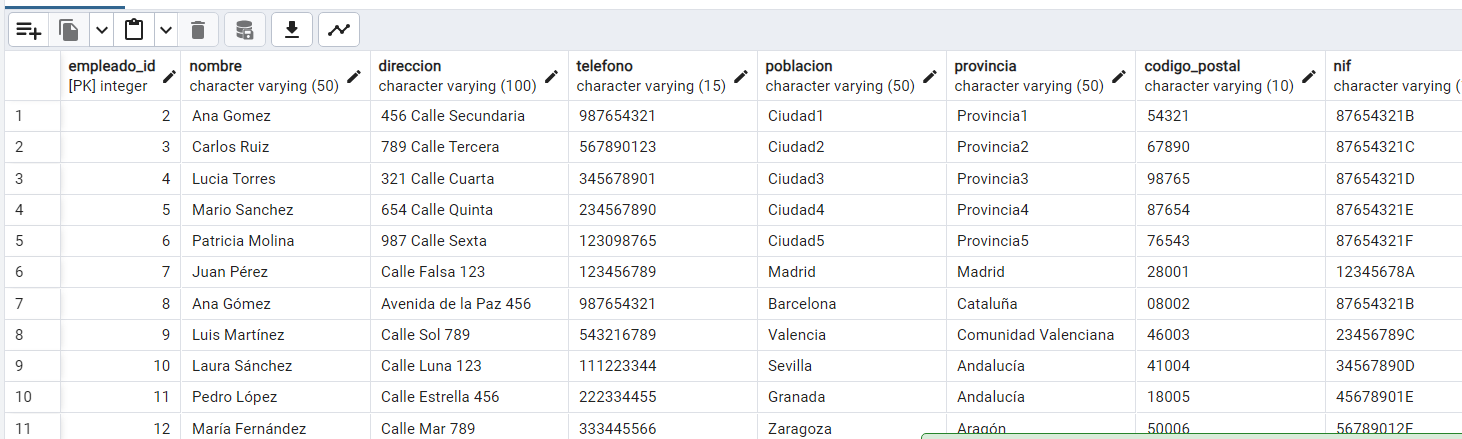 empleado_id nombre direccion telefono poblacion provincia codigo_postal nif
[PK] integer character varying (50) character varying (100) character varying (15) character varying (50) character varying (50) character varying (10) character varying (
1 2 Ana Gomez 456 Calle Secundaria 987654321 Ciudad1 Provincia1 54321 87654321B
2 3 Carlos Ruiz 789 Calle Tercera 567890123 Ciudad2 Provincia2 67890 87654321C
3 4 Lucia Torres 321 Calle Cuarta 345678901 Ciudad3 Provincia3 98765 87654321D
4 5 Mario Sanchez 654 Calle Quinta 234567890 Ciudad4 Provincia4 87654 87654321E
5 6 Patricia Molina 987 Calle Sexta 123098765 Ciudad5 Provincia5 76543 87654321F
6 7 Juan Pérez Calle Falsa 123 123456789 Madrid Madrid 28001 12345678A
7 8 Ana Gómez Avenida de la Paz 456 987654321 Barcelona Cataluña 08002 87654321B
8 9 Luis Martínez Calle Sol 789 543216789 Valencia Comunidad Valenciana 46003 23456789C
9 10 Laura Sánchez Calle Luna 123 111223344 Sevilla Andalucía 41004 34567890D
10 11 Pedro López Calle Estrella 456 222334455 Granada Andalucía 18005 45678901E
11 12 María Fernández Calle Mar 789 333445566 Zaragoza Aragón 50006 56789012F